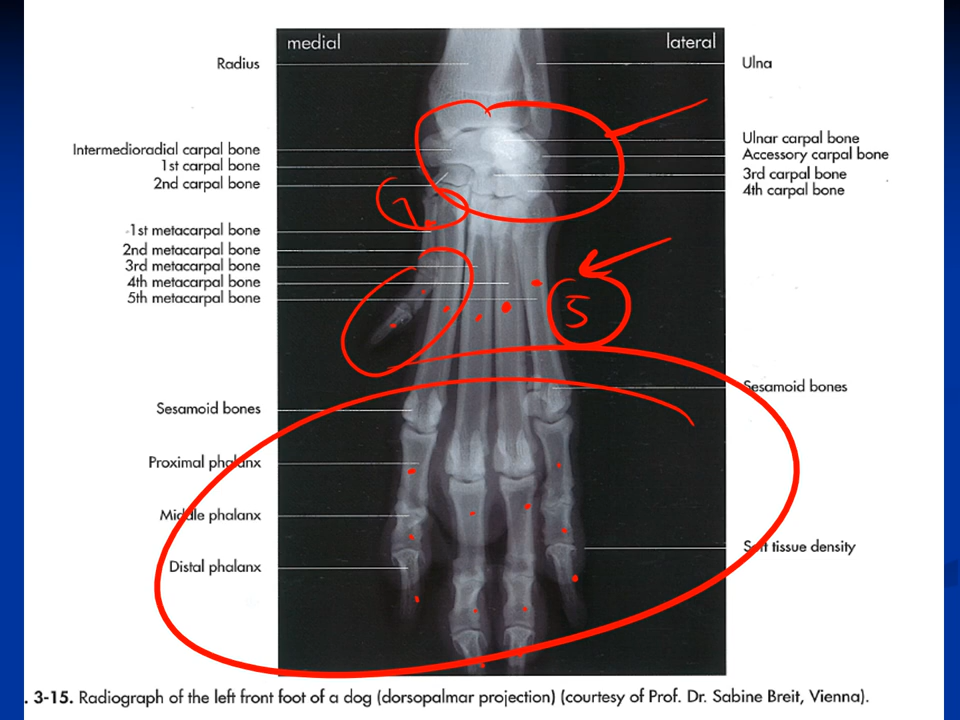 medial
lateral
Radius
Ulna
Intermedioradial carpal bone
1st carpal bone
2nd carpal bone
Ulnar carpal bone
Accessory carpal bone
3rd carpal bone
4th carpal bone
1st metacarpal bone
2nd metacarpal bone
3rd metacarpal bone
4th metacarpal bone
5th metacarpal bone
5
Sesamoid bones
Sesamoid bones
Proximal phalanx
Middle phalanx
Soft tissue density
Distal phalanx
. 3-15. Radiograph of the left front foot of a dog (dorsopalmar projection) (courtesy of Prof. Dr. Sabine Breit, Vienna).